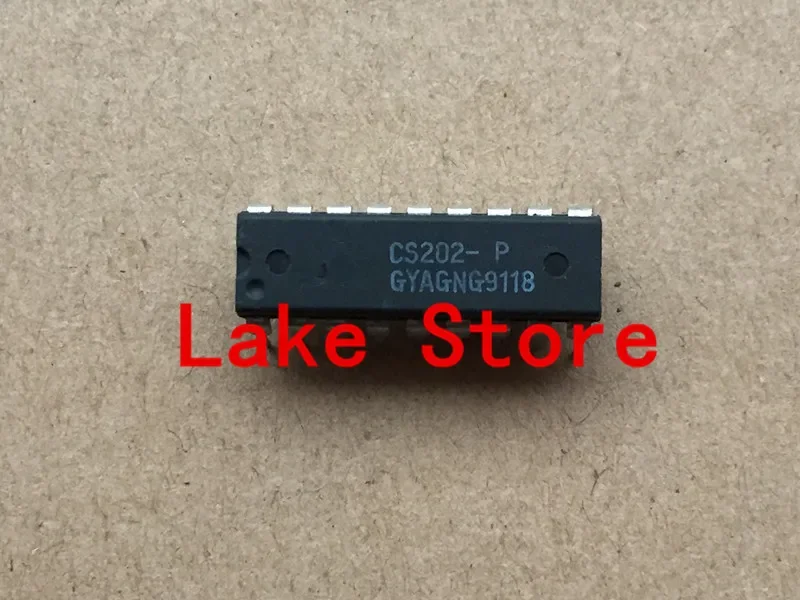 CS202- P
GYAGNG9118
Lake Store